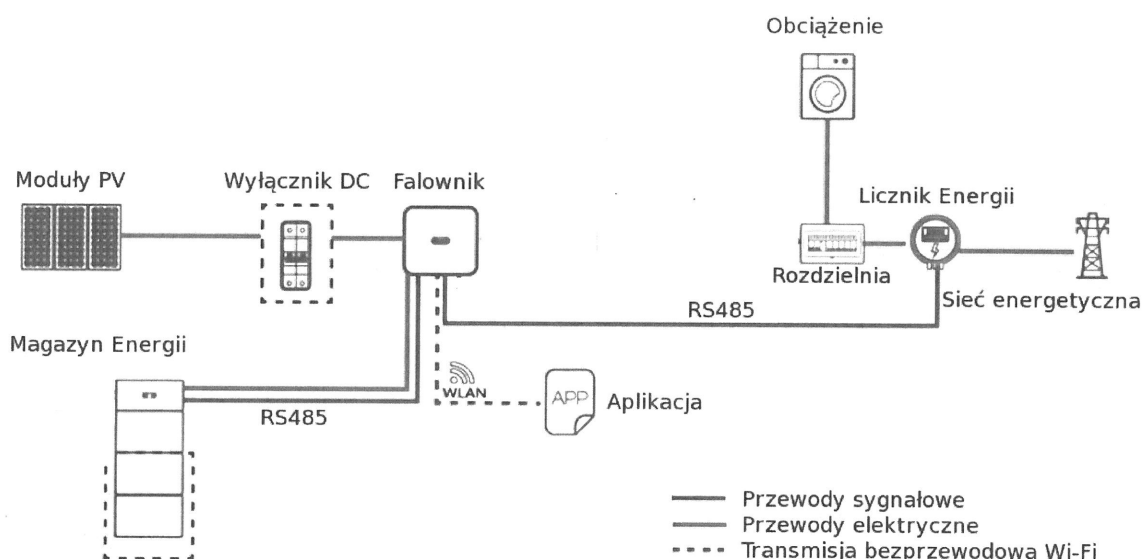 Obciążenie
Moduły PV
Wyłącznik DC
Falownik
Licznik Energii
Rozdzielnia
Sieć energetyczna
RS485
Magazyn Energii
WLAN
APP
Aplikacja
RS485
Przewody sygnałowe
Przewody elektryczne
Transmisja bezprzewodowa Wi-Fi